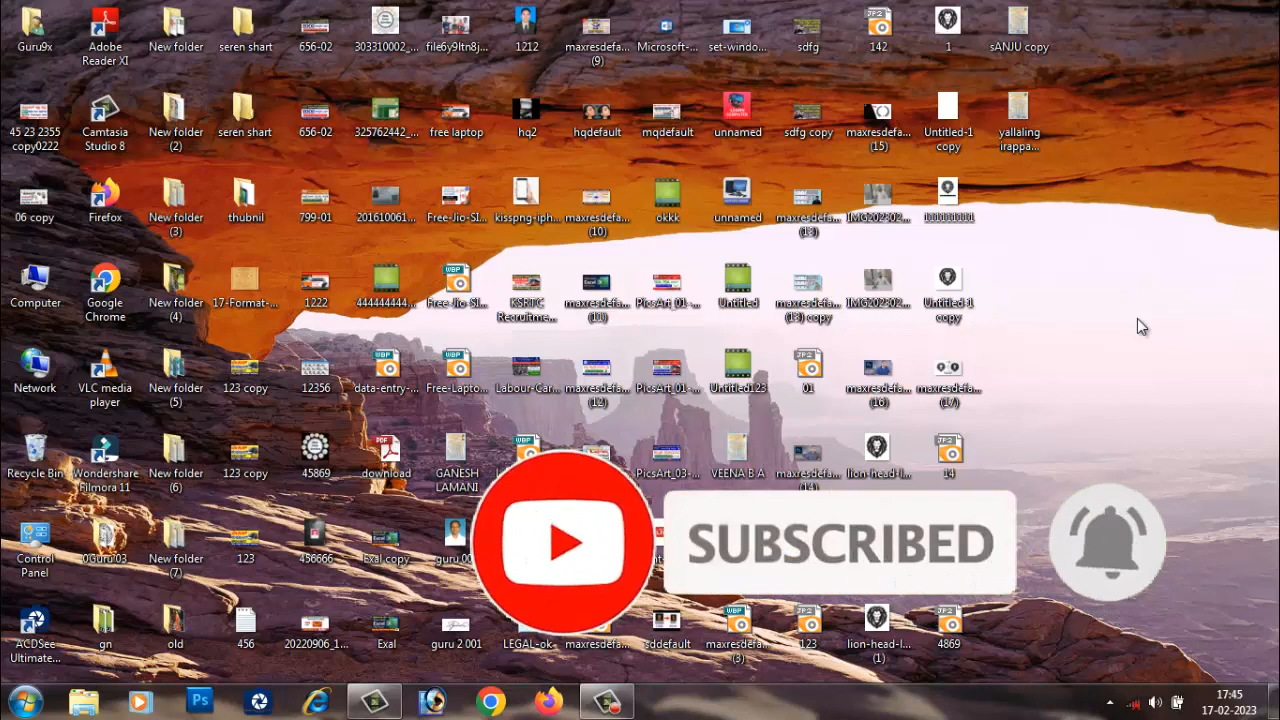 Guru9x
Adobe Reader XI
New folder
seren shart
656-02
303310002_...
file6y9ltn8j...
1212
maxresdefa... (9)
Microsoft-...
set-windo...
sdfg
142
1
sANJU copy
45 23 2355 copy0222
Camtasia Studio 8
New folder (2)
seren shart
656-02
325762442_...
free laptop
hq2
hqdefault
mqdefault
unnamed
sdfg copy
maxresdefa... (15)
Untitled-1 copy
yallaling irappa...
06 copy
Firefox
New folder (3)
thubnil
799-01
201610061...
Free-Jio-SI...
kisspng-iph...
maxresdefa... (10)
okkk
unnamed
maxresdefa... (13)
IMG202302...
1111111111
Computer
Google Chrome
New folder (4)
17-Format-...
1222
444444444...
Free-Jio-SI...
KSRTC Recruitme...
maxresdefa... (11)
PicsArt_01-...
Untitled
maxresdefa... (13) copy
IMG202302...
Untitled-1 copy
Network
VLC media player
New folder (5)
123 copy
12356
data-entry-...
Free-Lapto...
Labour-Car...
maxresdefa... (12)
PicsArt_01-...
Untitled123
01
maxresdefa... (16)
maxresdefa... (17)
Recycle Bin
Wondershare Filmora 11
New folder (6)
123 copy
45869
download
GANESH LAMANI
PicsArt_03-...
VEENA B A
maxresdefa... (14)
lion-head-l...
14
Control Panel
0Guru 03
New folder (7)
123
456666
Exal copy
guru 00
SUBSCRIBED
ACDSee Ultimate...
gn
old
456
20220906_1...
Exal
guru 2 001
LEGAL-ok-
maxresdefa...
sddefault
maxresdefa... (3)
123
lion-head-l... (1)
4869
Ps
17:45
17-02-2023